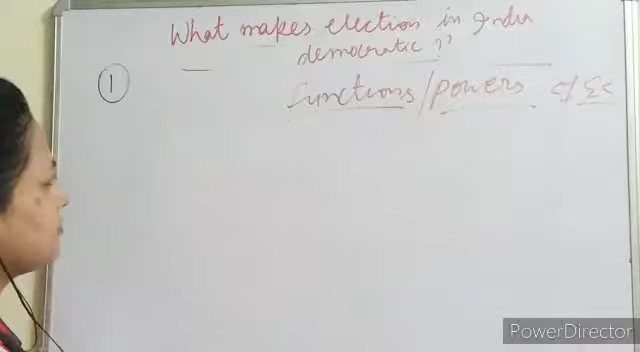 What makes election in India
democratic ??
① Functions/Powers of EC
PowerDirector